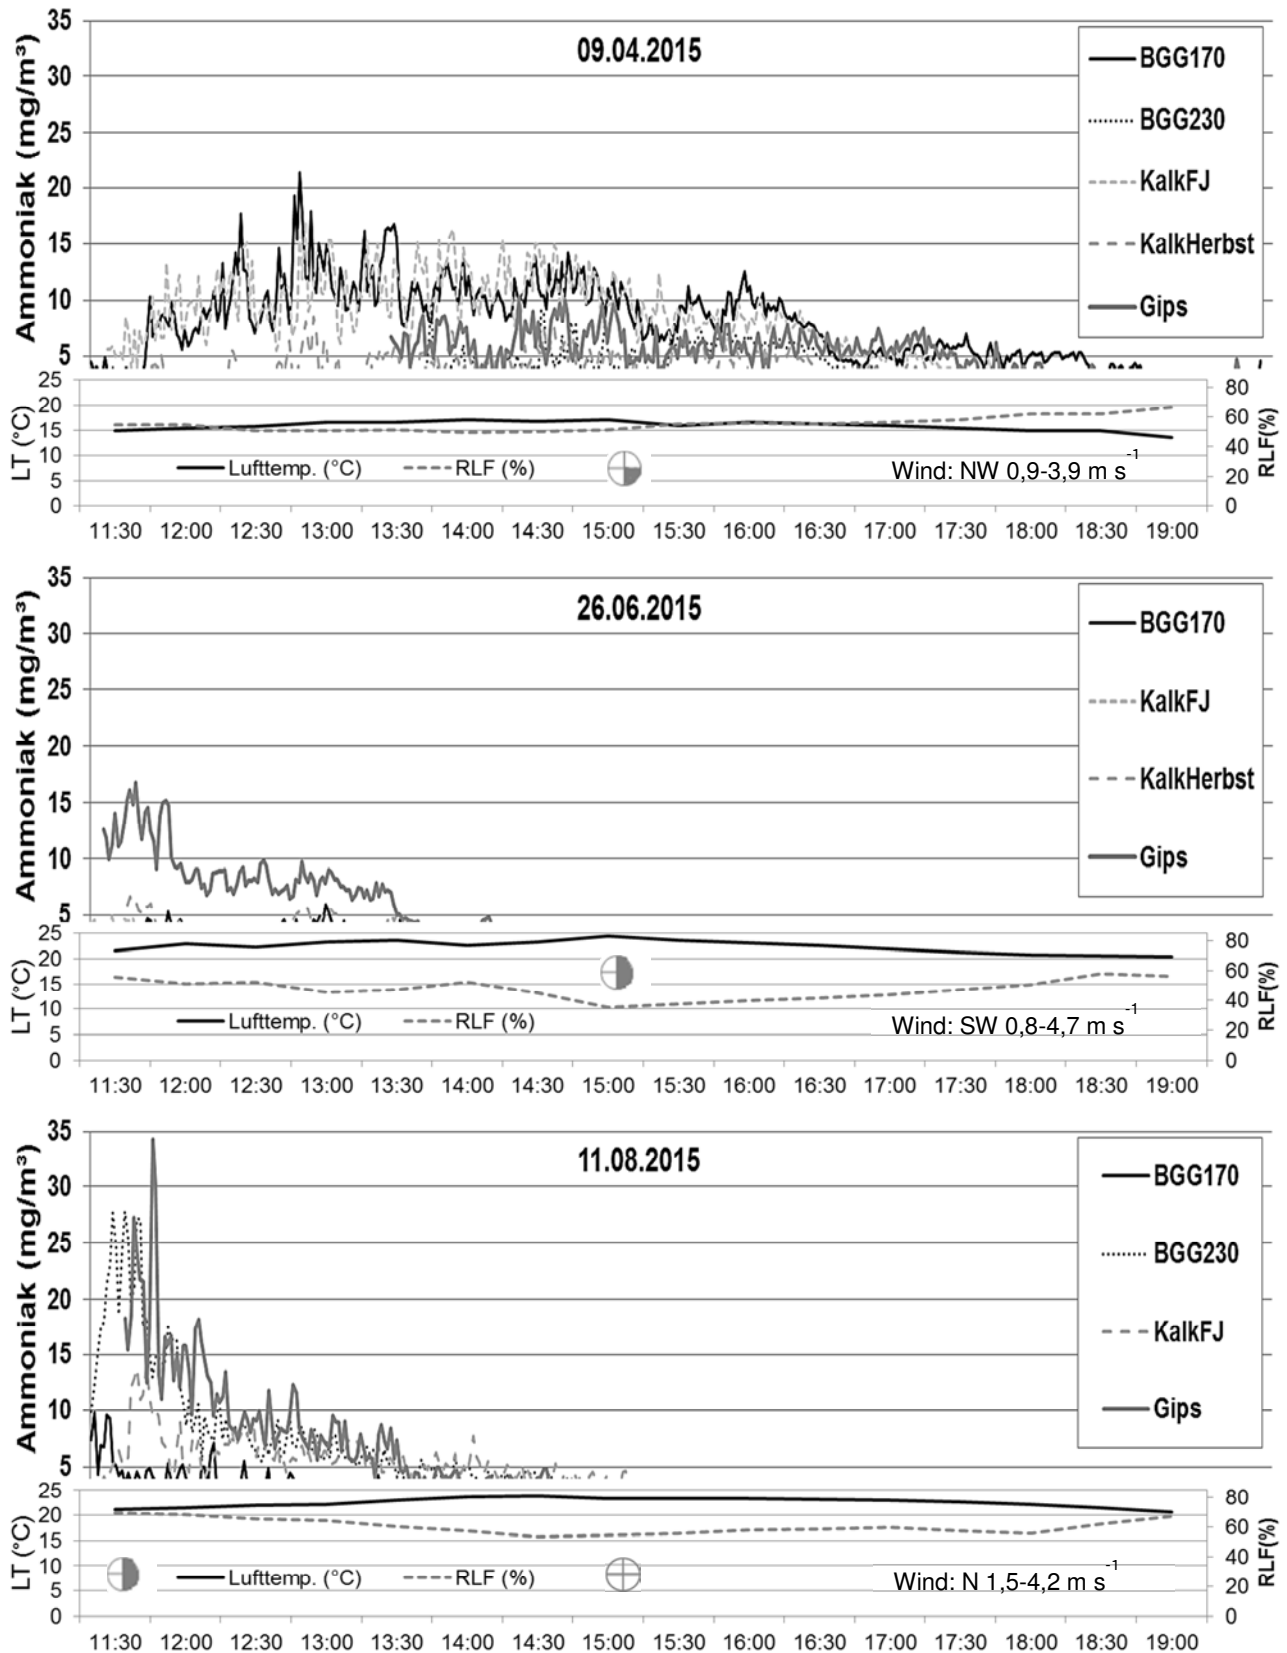 09.04.2015
Ammoniak (mg/m³)
35
30
25
20
15
10
5
BGG170
BGG230
KalkFJ
KalkHerbst
Gips
LT (°C)
25
20
15
10
5
0
80
60
40
20
0
RLF(%)
Lufttemp. (°C) RLF (%)
Wind: NW 0,9-3,9 m s-1
11:30 12:00 12:30 13:00 13:30 14:00 14:30 15:00 15:30 16:00 16:30 17:00 17:30 18:00 18:30 19:00
26.06.2015
Ammoniak (mg/m³)
35
30
25
20
15
10
5
BGG170
KalkFJ
KalkHerbst
Gips
LT (°C)
25
20
15
10
5
0
80
60
40
20
0
RLF(%)
Lufttemp. (°C) RLF (%)
Wind: SW 0,8-4,7 m s-1
11:30 12:00 12:30 13:00 13:30 14:00 14:30 15:00 15:30 16:00 16:30 17:00 17:30 18:00 18:30 19:00
11.08.2015
Ammoniak (mg/m³)
35
30
25
20
15
10
5
BGG170
BGG230
KalkFJ
Gips
LT (°C)
25
20
15
10
5
0
80
60
40
20
0
RLF(%)
Lufttemp. (°C) RLF (%)
Wind: N 1,5-4,2 m s-1
11:30 12:00 12:30 13:00 13:30 14:00 14:30 15:00 15:30 16:00 16:30 17:00 17:30 18:00 18:30 19:00